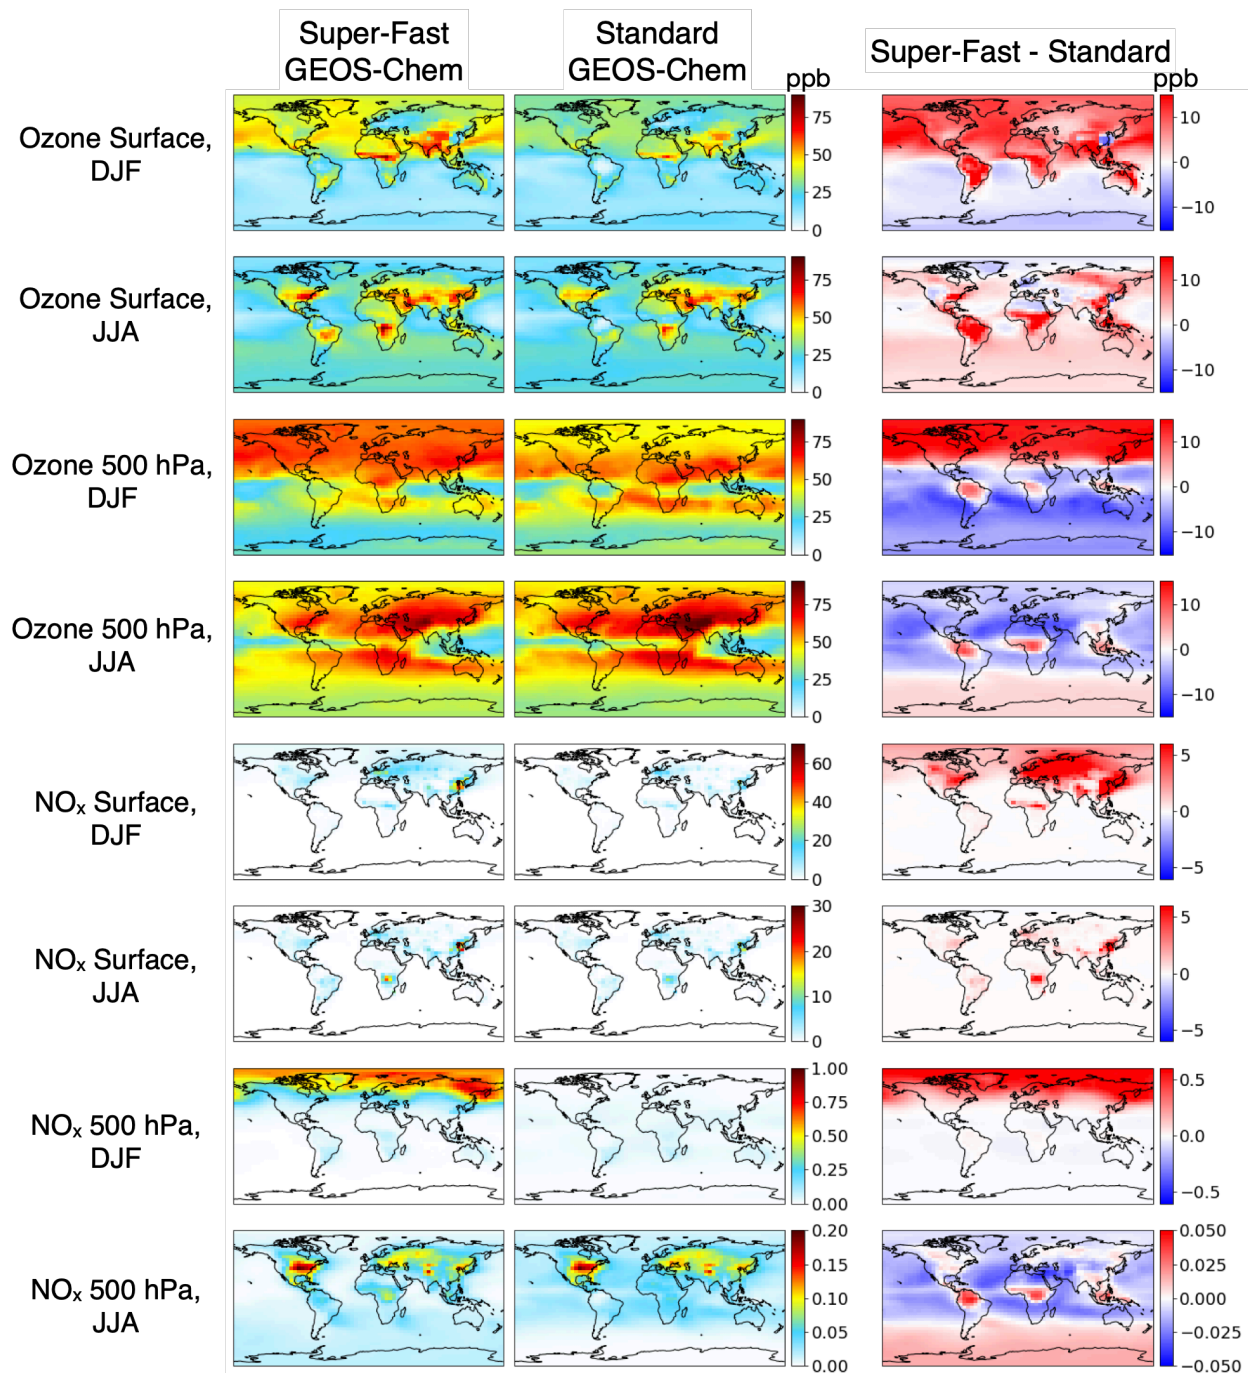 Super-Fast
GEOS-Chem
Standard
GEOS-Chem
Super-Fast - Standard
ppb
ppb
Ozone Surface,
DJF
75
50
25
0
10
0
−10
Ozone Surface,
JJA
75
50
25
0
10
0
−10
Ozone 500 hPa,
DJF
75
50
25
0
10
0
−10
Ozone 500 hPa,
JJA
75
50
25
0
10
0
−10
NOₓ Surface,
DJF
60
40
20
0
5
0
−5
NOₓ Surface,
JJA
30
20
10
0
5
0
−5
NOₓ 500 hPa,
DJF
1.00
0.75
0.50
0.25
0.00
0.5
0.0
−0.5
NOₓ 500 hPa,
JJA
0.20
0.15
0.10
0.05
0.00
0.050
0.025
0.000
−0.025
−0.050